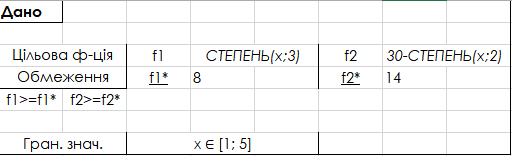 Дано
Цільова ф-ція f1 СТЕПЕНЬ(x;3) f2 30-СТЕПЕНЬ(x;2)
Обмеження f1* 8 f2* 14
f1>=f1* f2>=f2*
Гран. знач. x ∈ [1; 5]